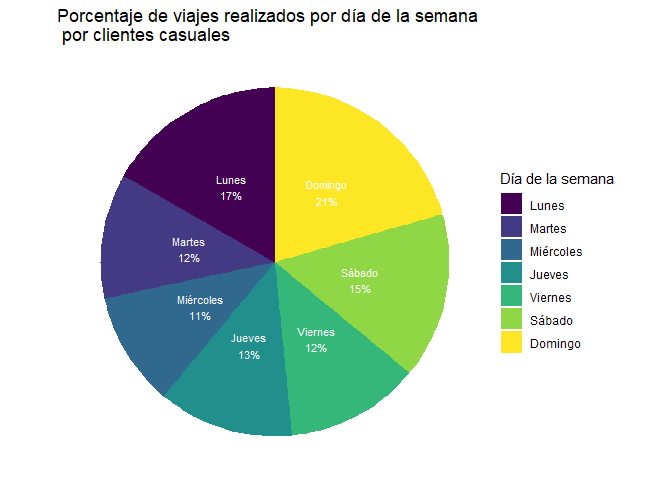 Porcentaje de viajes realizados por día de la semana
por clientes casuales
Lunes
17%
Domingo
21%
Martes
12%
Sábado
15%
Miércoles
11%
Viernes
12%
Jueves
13%
Día de la semana
Lunes
Martes
Miércoles
Jueves
Viernes
Sábado
Domingo